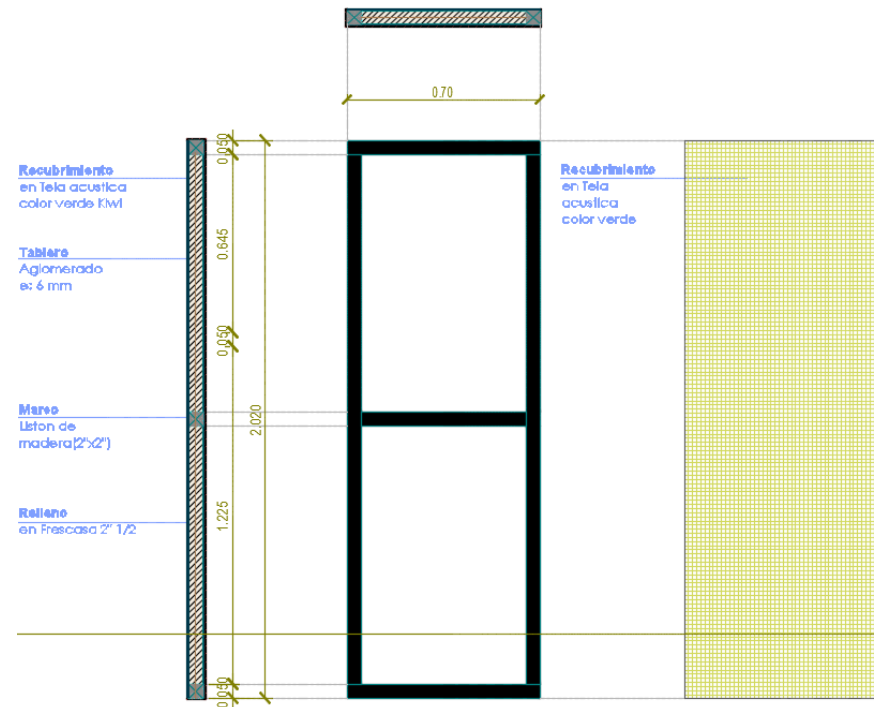 0.70
Recubrimiento
en Tela acustica
color verde Kiwi
Tablero
Aglomerado
e: 6 mm
Marco
Liston de
madera(2"x2")
Relleno
en Frescasa 2" 1/2
0.050
0.645
0.050
1.225
0.050
2.020
Recubrimiento
en Tela
acustica
color verde